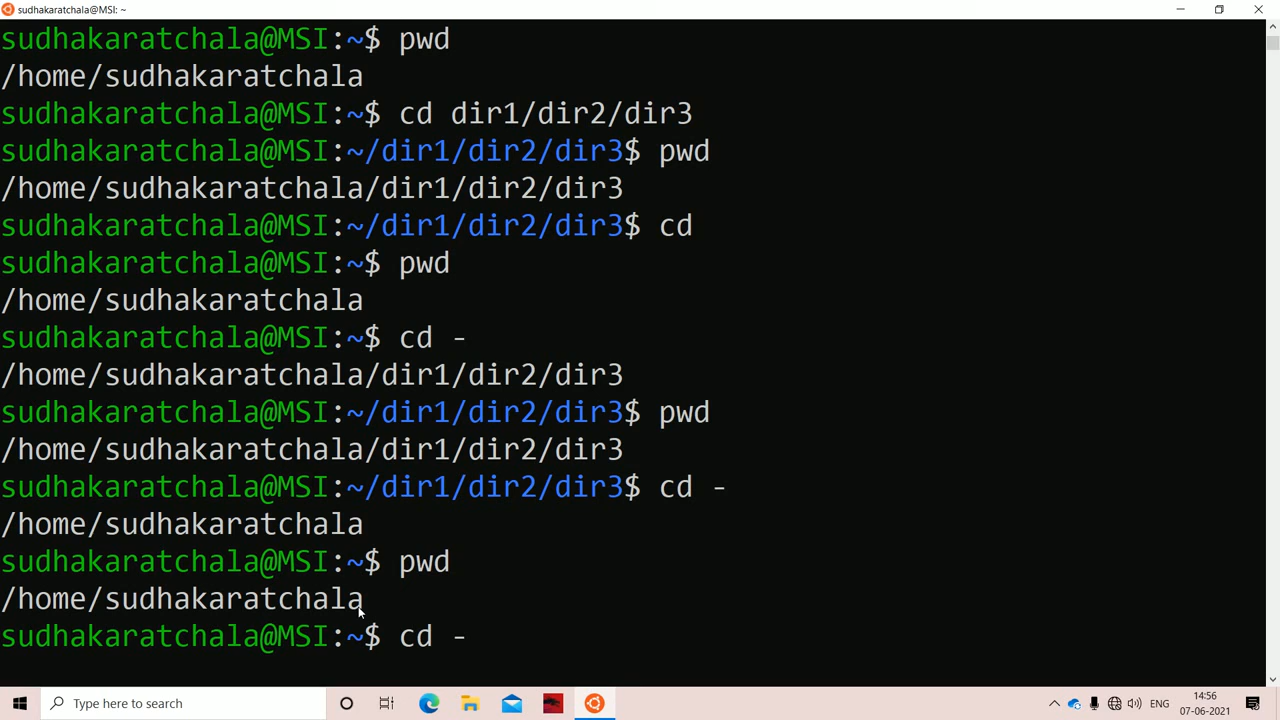 sudhakaratchala@MSI: ~
sudhakaratchala@MSI:~$ pwd
/home/sudhakaratchala
sudhakaratchala@MSI:~$ cd dir1/dir2/dir3
sudhakaratchala@MSI:~/dir1/dir2/dir3$ pwd
/home/sudhakaratchala/dir1/dir2/dir3
sudhakaratchala@MSI:~/dir1/dir2/dir3$ cd
sudhakaratchala@MSI:~$ pwd
/home/sudhakaratchala
sudhakaratchala@MSI:~$ cd -
/home/sudhakaratchala/dir1/dir2/dir3
sudhakaratchala@MSI:~/dir1/dir2/dir3$ pwd
/home/sudhakaratchala/dir1/dir2/dir3
sudhakaratchala@MSI:~/dir1/dir2/dir3$ cd -
/home/sudhakaratchala
sudhakaratchala@MSI:~$ pwd
/home/sudhakaratchala
sudhakaratchala@MSI:~$ cd -
Type here to search
ENG
14:56
07-06-2021